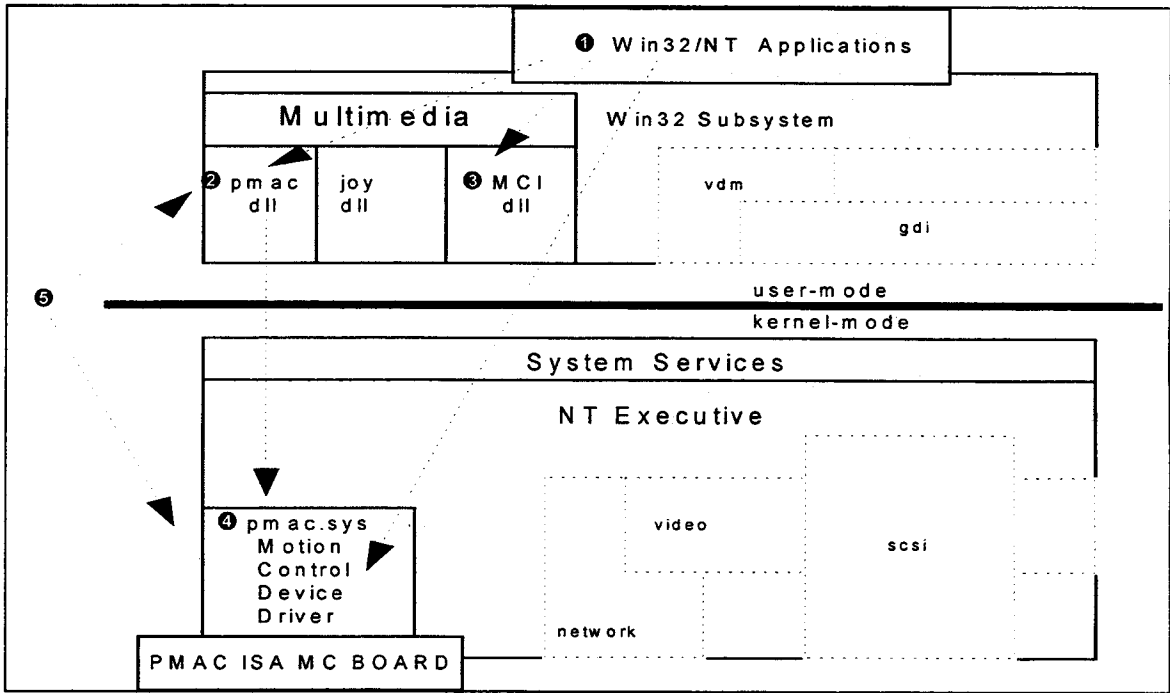 ❶ Win32/NT Applications
Multimedia
Win32 Subsystem
❷ pmac
dll
joy
dll
❸ MCI
dll
vdm
gdi
❺
user-mode
kernel-mode
System Services
NT Executive
❹ pmac.sys
Motion
Control
Device
Driver
video
scsi
network
PMAC ISA MC BOARD